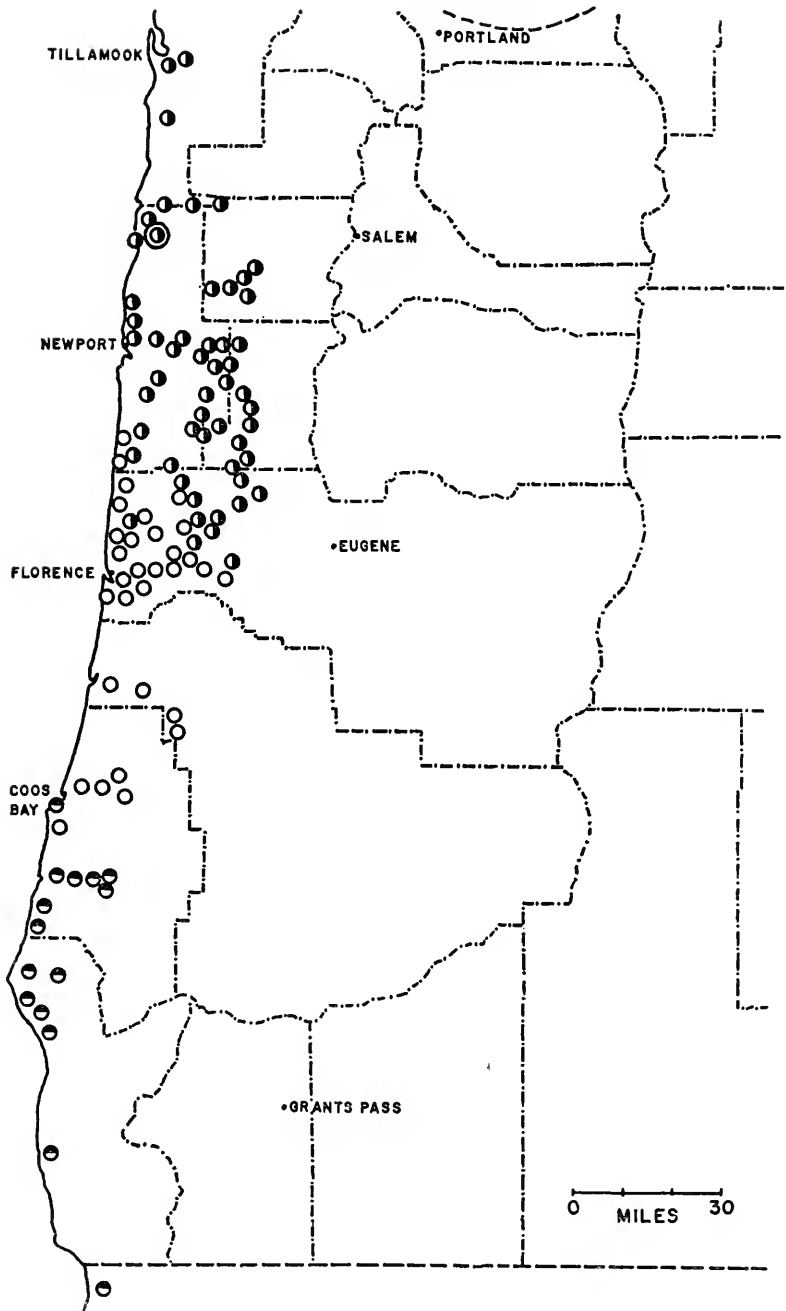 PORTLAND
TILLAMOOK
SALEM
NEWPORT
EUGENE
FLORENCE
COOS
BAY
GRANTS PASS
0 30
MILES